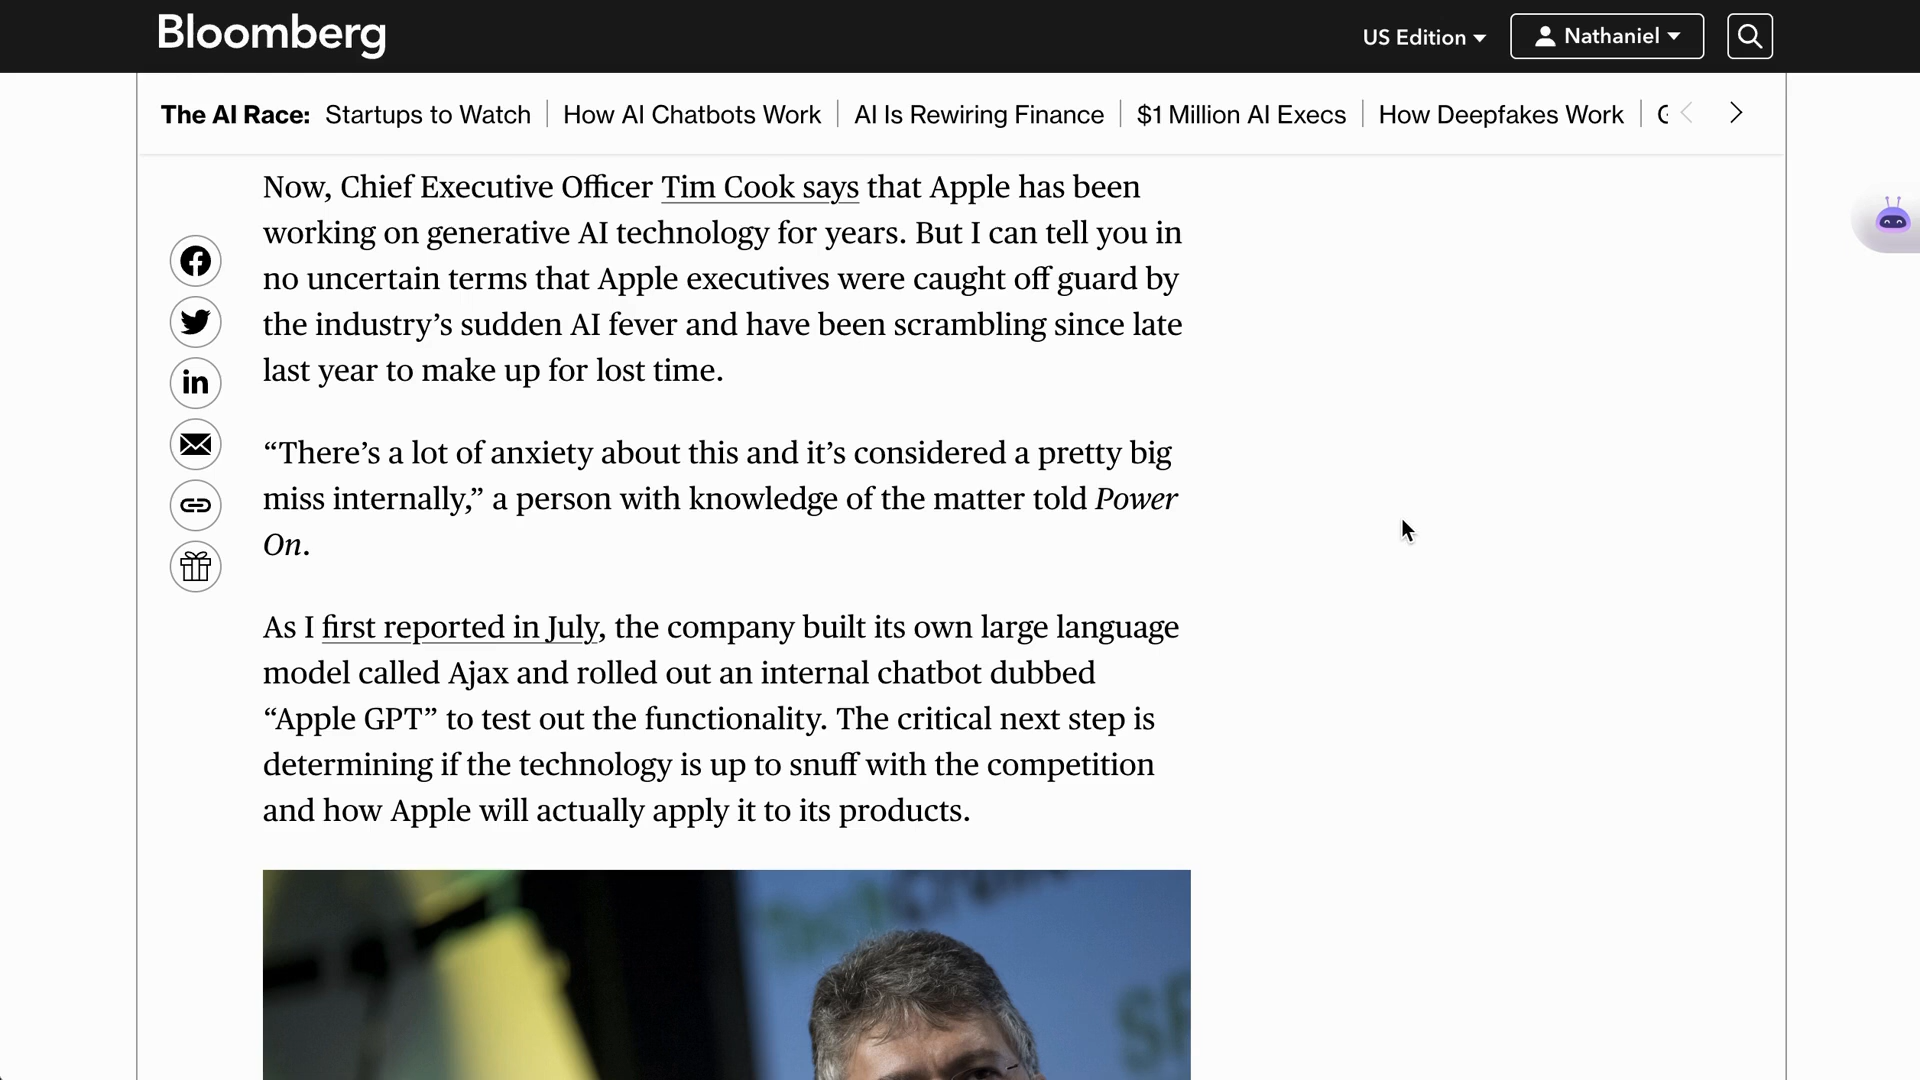 Bloomberg
US Edition
Nathaniel
The AI Race: Startups to Watch How AI Chatbots Work AI Is Rewiring Finance $1 Million AI Execs How Deepfakes Work
Now, Chief Executive Officer Tim Cook says that Apple has been
working on generative AI technology for years. But I can tell you in
no uncertain terms that Apple executives were caught off guard by
the industry’s sudden AI fever and have been scrambling since late
last year to make up for lost time.
“There’s a lot of anxiety about this and it’s considered a pretty big
miss internally,” a person with knowledge of the matter told Power
On.
As I first reported in July, the company built its own large language
model called Ajax and rolled out an internal chatbot dubbed
“Apple GPT” to test out the functionality. The critical next step is
determining if the technology is up to snuff with the competition
and how Apple will actually apply it to its products.